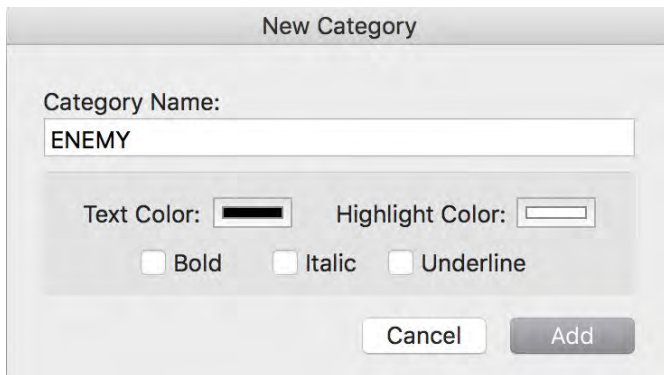 New Category
Category Name:
ENEMY
Text Color: Highlight Color:
Bold Italic Underline
Cancel Add